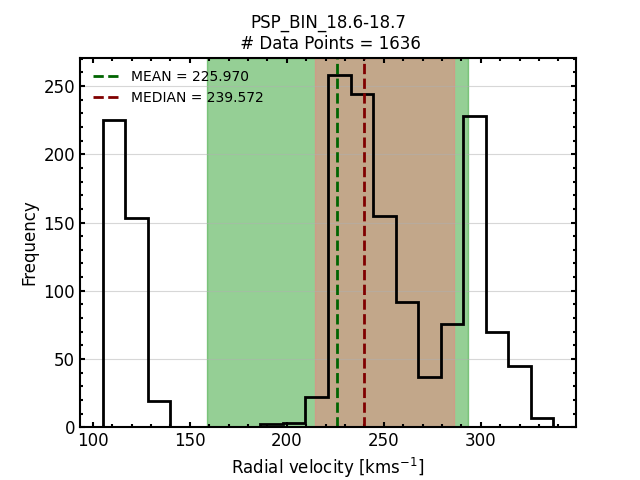 PSP_BIN_18.6-18.7
# Data Points = 1636
MEAN = 225.970
MEDIAN = 239.572
Frequency
250
200
150
100
50
0
100 150 200 250 300
Radial velocity [kms⁻¹]